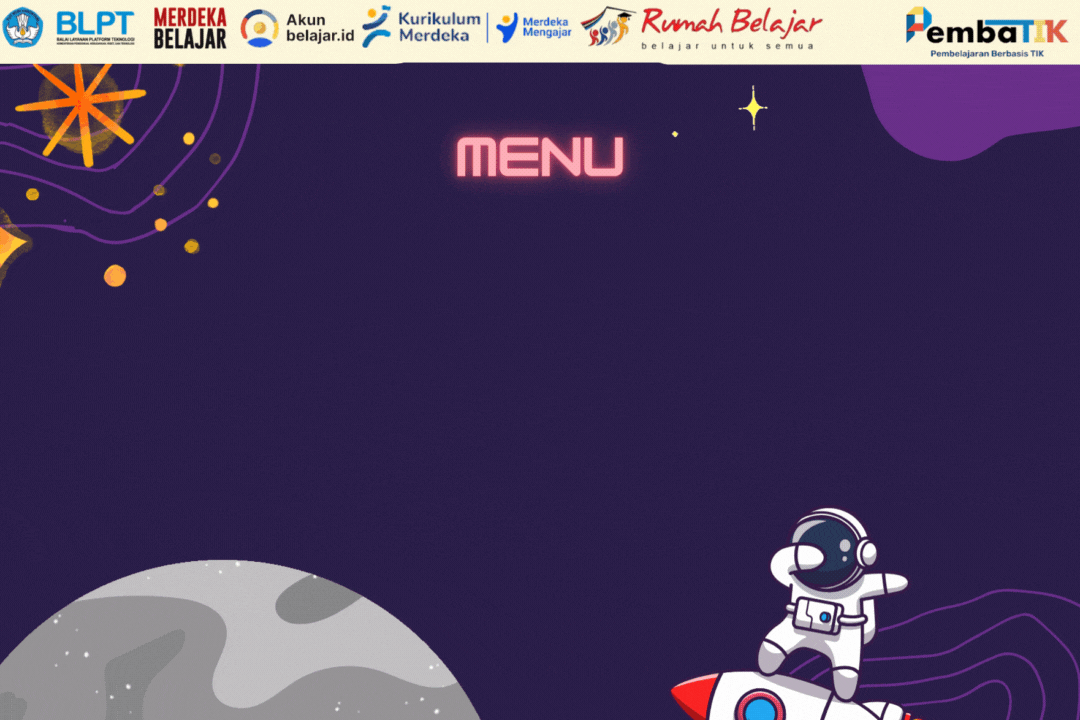 BLPT
BALAI LAYANAN PLATFORM TEKNOLOGI
MERDEKA
BELAJAR
Akun
belajar.id
Kurikulum
Merdeka
Merdeka
Mengajar
Rumah Belajar
belajar untuk semua
PembaTIK
Pembelajaran Berbasis TIK
MENU